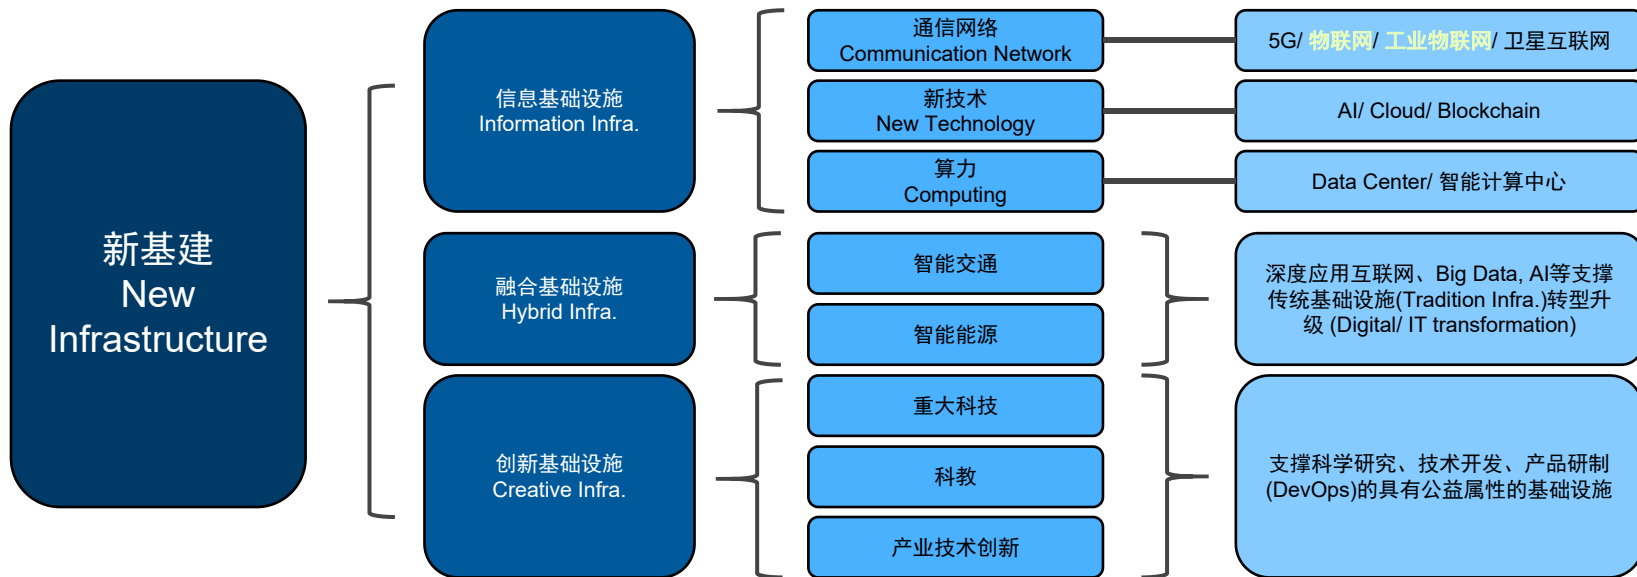 新基建
New
Infrastructure
信息基础设施
Information Infra.
通信网络
Communication Network
5G/ 物联网/ 工业物联网/ 卫星互联网
新技术
New Technology
AI/ Cloud/ Blockchain
算力
Computing
Data Center/ 智能计算中心
融合基础设施
Hybrid Infra.
智能交通
智能能源
深度应用互联网、Big Data, AI等支撑
传统基础设施(Tradition Infra.)转型升
级 (Digital/ IT transformation)
创新基础设施
Creative Infra.
重大科技
科教
产业技术创新
支撑科学研究、技术开发、产品研制
(DevOps)的具有公益属性的基础设施